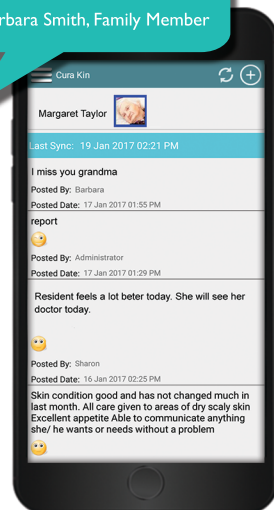 rbara Smith, Family Member
Cura Kin
Margaret Taylor
Last Sync: 19 Jan 2017 02:21 PM
I miss you grandma
Posted By: Barbara
Posted Date: 17 Jan 2017 01:55 PM
report
Posted By: Administrator
Posted Date: 17 Jan 2017 01:29 PM
Resident feels a lot beter today. She will see her
doctor today.
Posted By: Sharon
Posted Date: 16 Jan 2017 02:25 PM
Skin condition good and has not changed much in
last month. All care given to areas of dry scaly skin
Excellent appetite Able to communicate anything
she/ he wants or needs without a problem